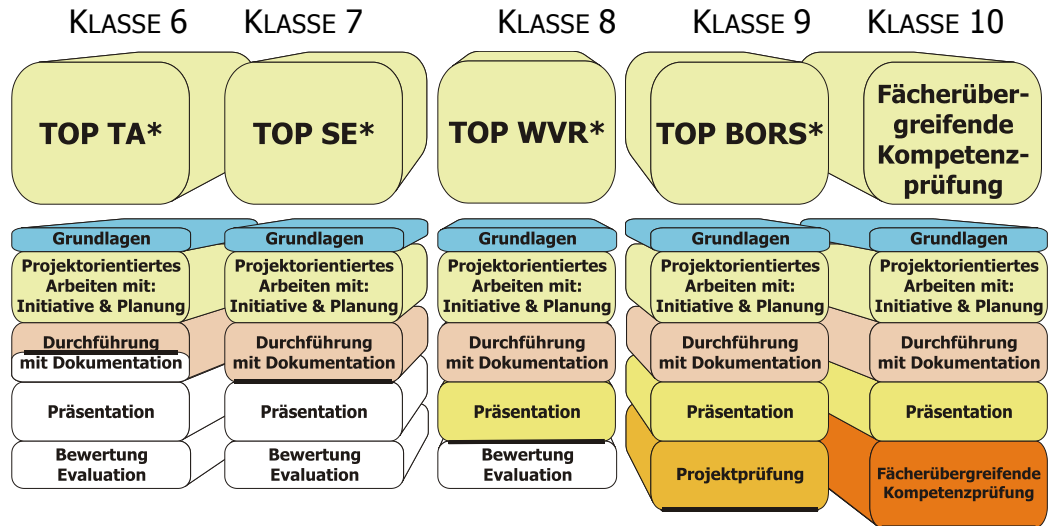 KLASSE 6
KLASSE 7
KLASSE 8
KLASSE 9
KLASSE 10
TOP TA*
TOP SE*
TOP WVR*
TOP BORS*
Fächerüber-
greifende
Kompetenz-
prüfung
Grundlagen
Projektorientiertes
Arbeiten mit:
Initiative & Planung
Durchführung
mit Dokumentation
Präsentation
Bewertung
Evaluation
Grundlagen
Projektorientiertes
Arbeiten mit:
Initiative & Planung
Durchführung
mit Dokumentation
Präsentation
Bewertung
Evaluation
Grundlagen
Projektorientiertes
Arbeiten mit:
Initiative & Planung
Durchführung
mit Dokumentation
Präsentation
Bewertung
Evaluation
Grundlagen
Projektorientiertes
Arbeiten mit:
Initiative & Planung
Durchführung
mit Dokumentation
Präsentation
Projektprüfung
Grundlagen
Projektorientiertes
Arbeiten mit:
Initiative & Planung
Durchführung
mit Dokumentation
Präsentation
Fächerübergreifende
Kompetenzprüfung